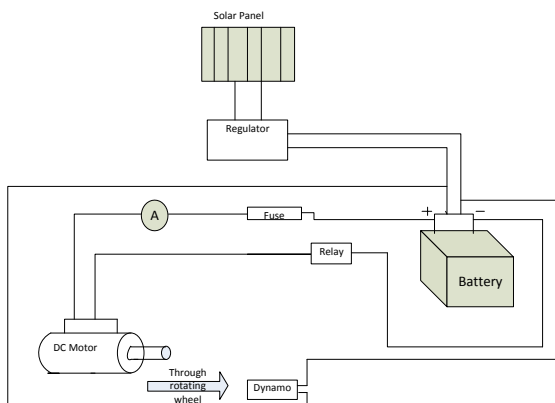 Solar Panel
Regulator
A
Fuse
+
−
Relay
Battery
DC Motor
Through
rotating
wheel
Dynamo